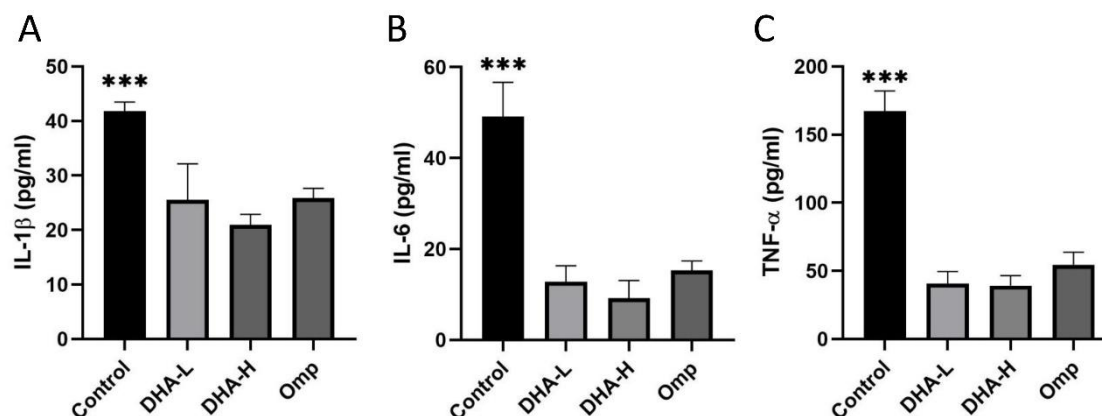 A
IL-1β (pg/ml)
50
40
30
20
10
0
***
Control
DHA-L
DHA-H
Omp
B
IL-6 (pg/ml)
60
40
20
0
***
Control
DHA-L
DHA-H
Omp
C
TNF-α (pg/ml)
200
150
100
50
0
***
Control
DHA-L
DHA-H
Omp